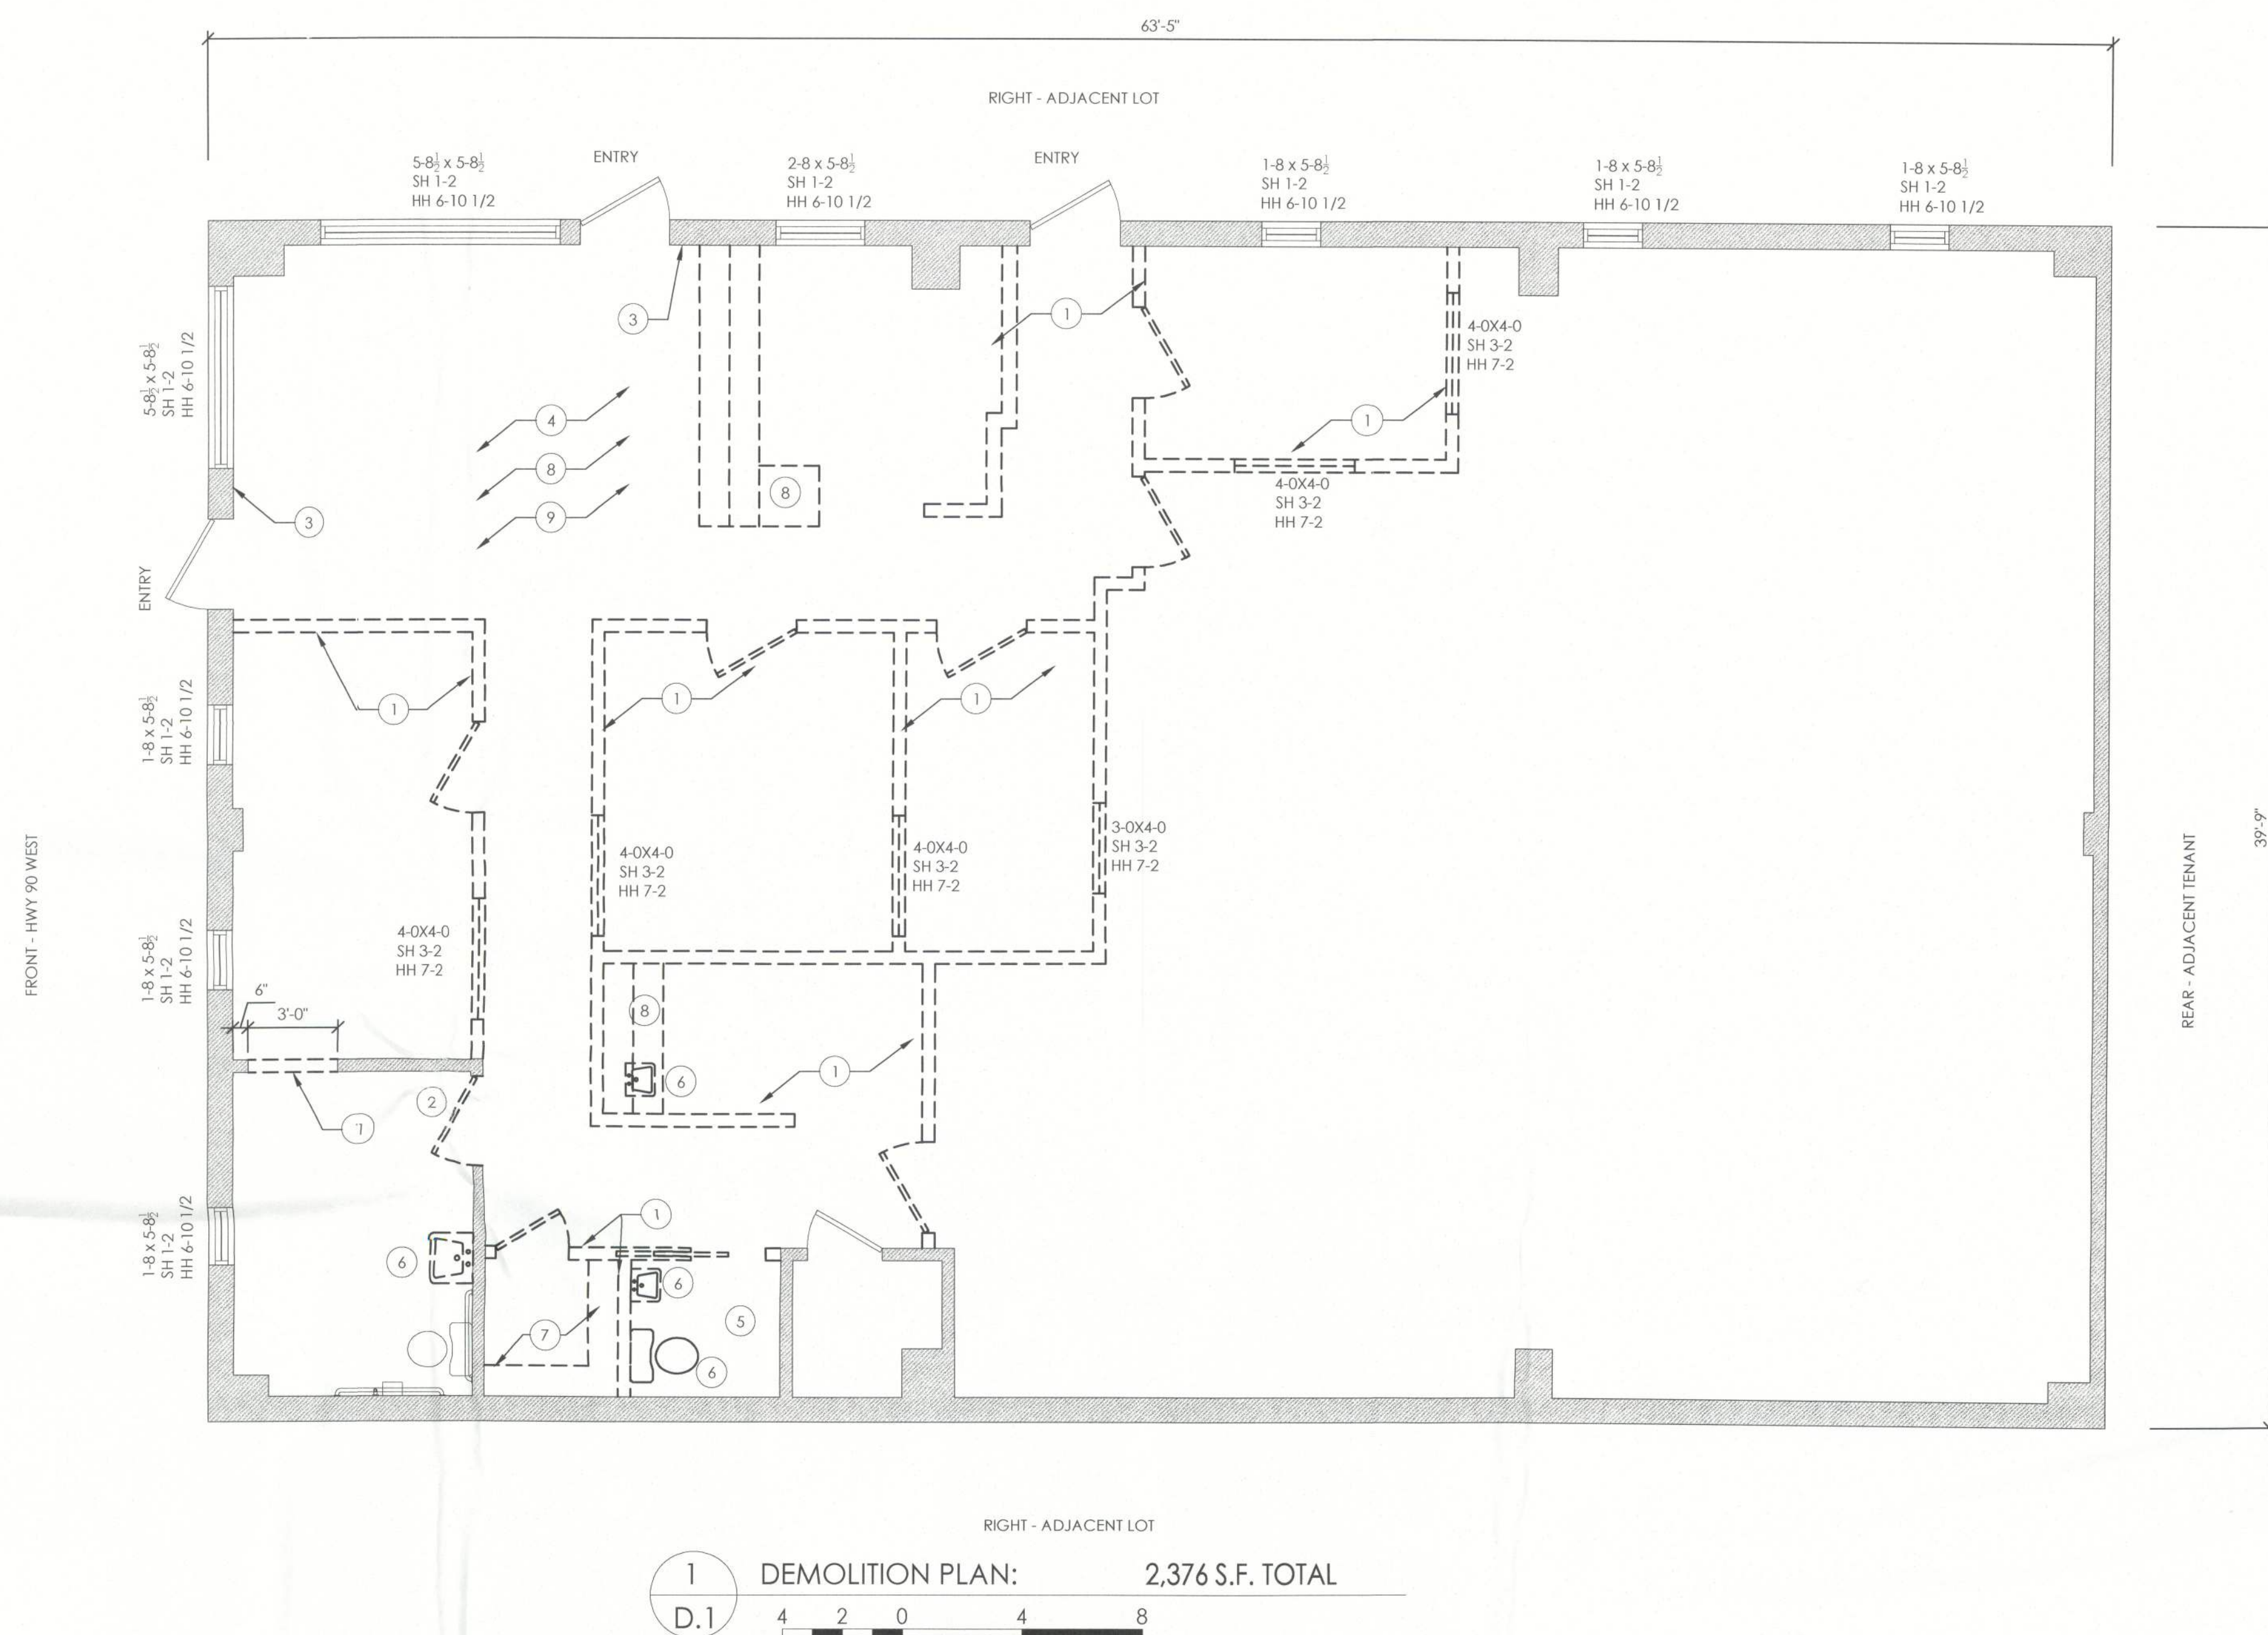 63'-5"
RIGHT - ADJACENT LOT
5-8½ x 5-8½
SH 1-2
HH 6-10 1/2
ENTRY
2-8 x 5-8½
SH 1-2
HH 6-10 1/2
ENTRY
1-8 x 5-8½
SH 1-2
HH 6-10 1/2
1-8 x 5-8½
SH 1-2
HH 6-10 1/2
1-8 x 5-8½
SH 1-2
HH 6-10 1/2
3
1
5-8½ x 5-8½
SH 1-2
HH 6-10 1/2
4-0X4-0
SH 3-2
HH 7-2
4
1
8
8
9
3
4-0X4-0
SH 3-2
HH 7-2
ENTRY
1
1
1
1-8 x 5-8½
SH 1-2
HH 6-10 1/2
4-0X4-0
SH 3-2
HH 7-2
4-0X4-0
SH 3-2
HH 7-2
3-0X4-0
SH 3-2
HH 7-2
FRONT - HWY 90 WEST
REAR - ADJACENT TENANT
39'-9"
4-0X4-0
SH 3-2
HH 7-2
1-8 x 5-8½
SH 1-2
HH 6-10 1/2
6"
3'-0"
8
6
1
2
1
1
1-8 x 5-8½
SH 1-2
HH 6-10 1/2
6
6
5
7
6
RIGHT - ADJACENT LOT
1
DEMOLITION PLAN: 2,376 S.F. TOTAL
D.1
4 2 0 4 8